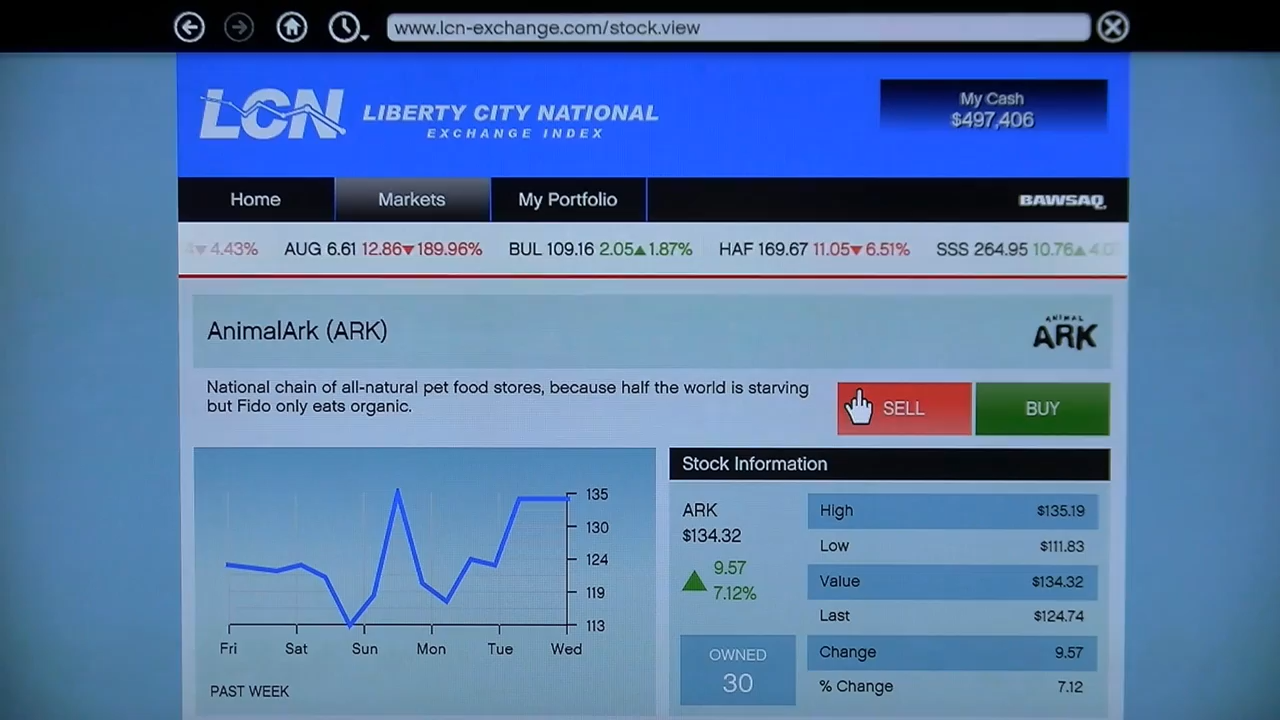 www.lcn-exchange.com/stock.view
LCN LIBERTY CITY NATIONAL
EXCHANGE INDEX
My Cash
$497,406
Home Markets My Portfolio BAWSAQ
4.43% AUG 6.61 12.86▼189.96% BUL 109.16 2.05▲1.87% HAF 169.67 11.05▼6.51% SSS 264.95 10.76▲
AnimalArk (ARK)
ANIMAL
ARK
National chain of all-natural pet food stores, because half the world is starving
but Fido only eats organic.
SELL BUY
135
130
124
119
113
Fri Sat Sun Mon Tue Wed
PAST WEEK
Stock Information
ARK
$134.32
9.57
7.12%
OWNED
30
High $135.19
Low $111.83
Value $134.32
Last $124.74
Change 9.57
% Change 7.12